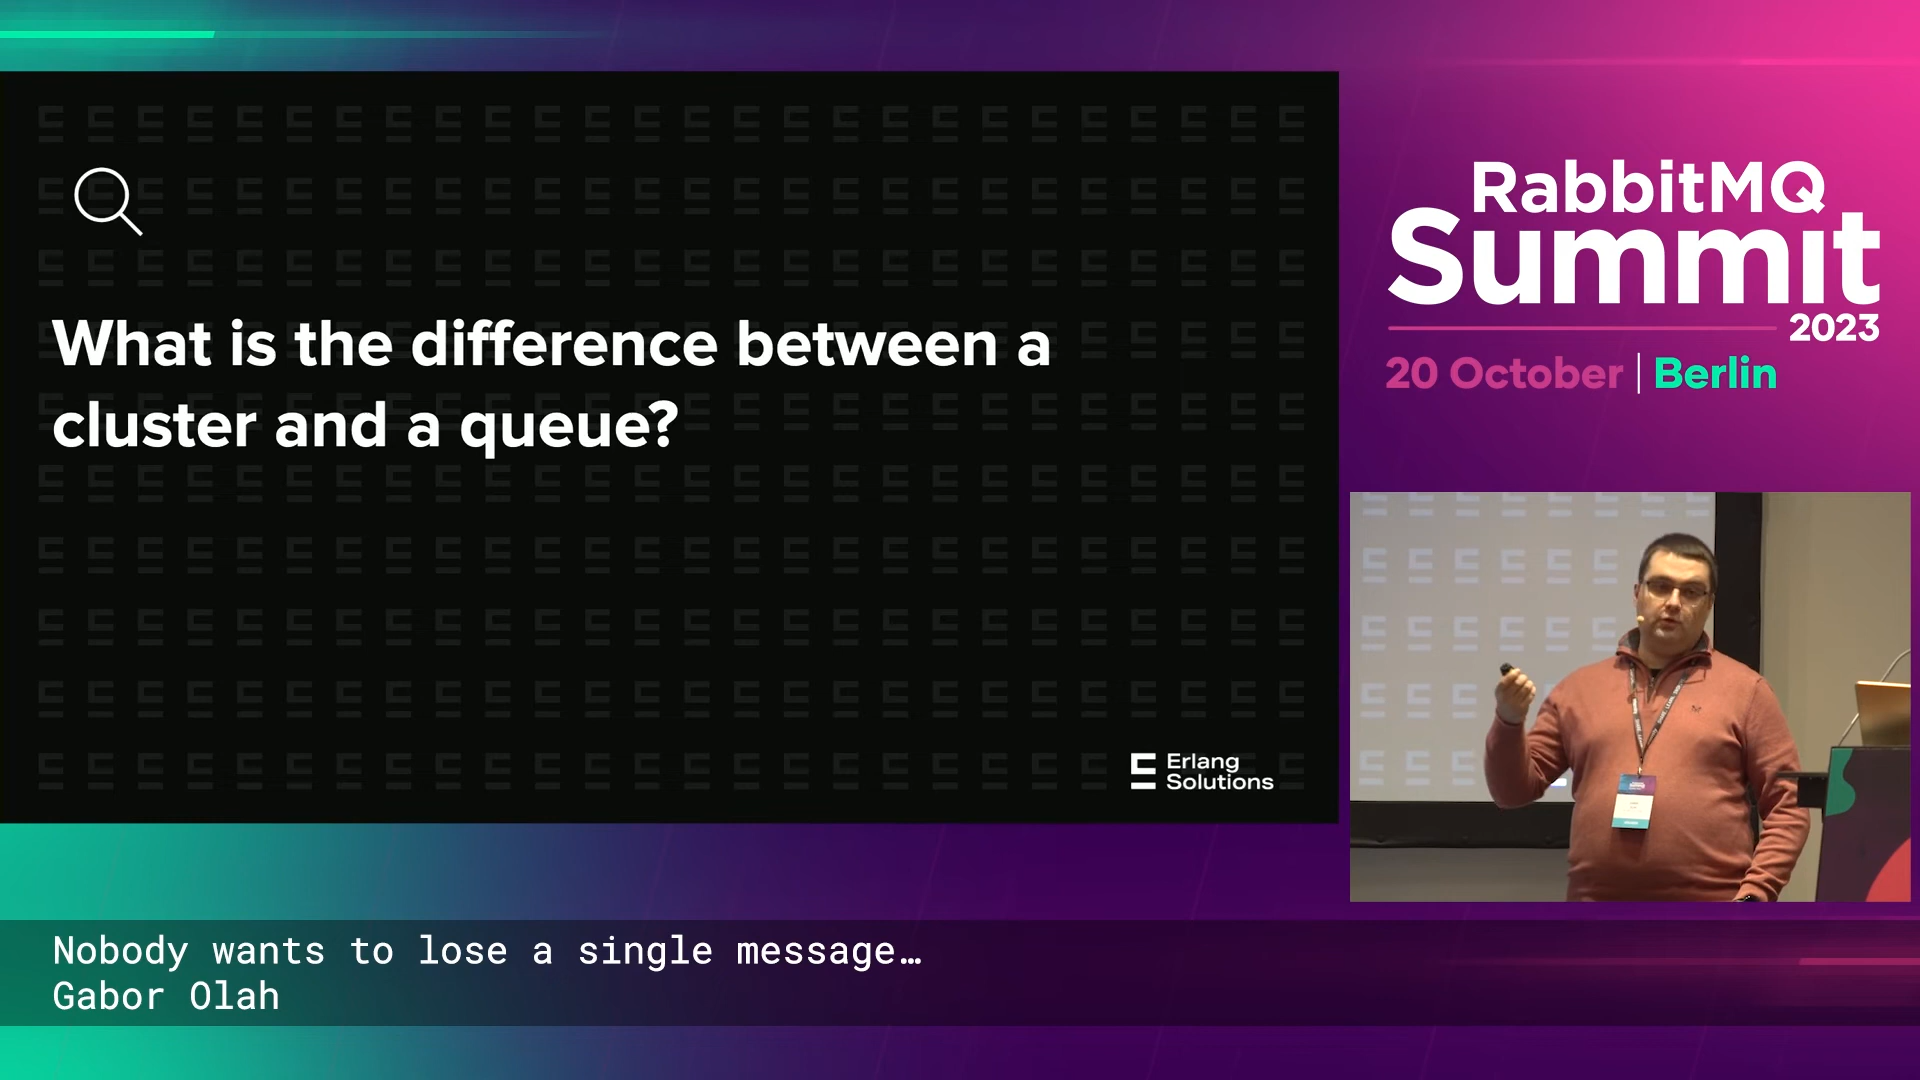 What is the difference between a
cluster and a queue?
Erlang
Solutions
RabbitMQ
Summit
2023
20 October | Berlin
Nobody wants to lose a single message…
Gabor Olah